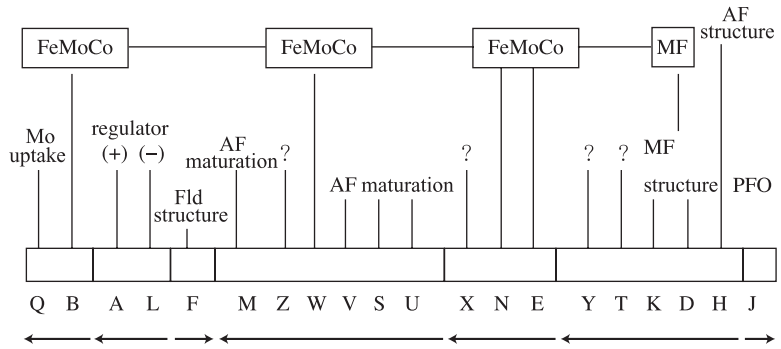 AF
structure
FeMoCo FeMoCo FeMoCo MF
Mo
uptake
regulator
(+) (−)
AF
maturation ?
? ? ? MF
Fld
structure
AF maturation
structure PFO
Q B A L F M Z W V S U X N E Y T K D H J